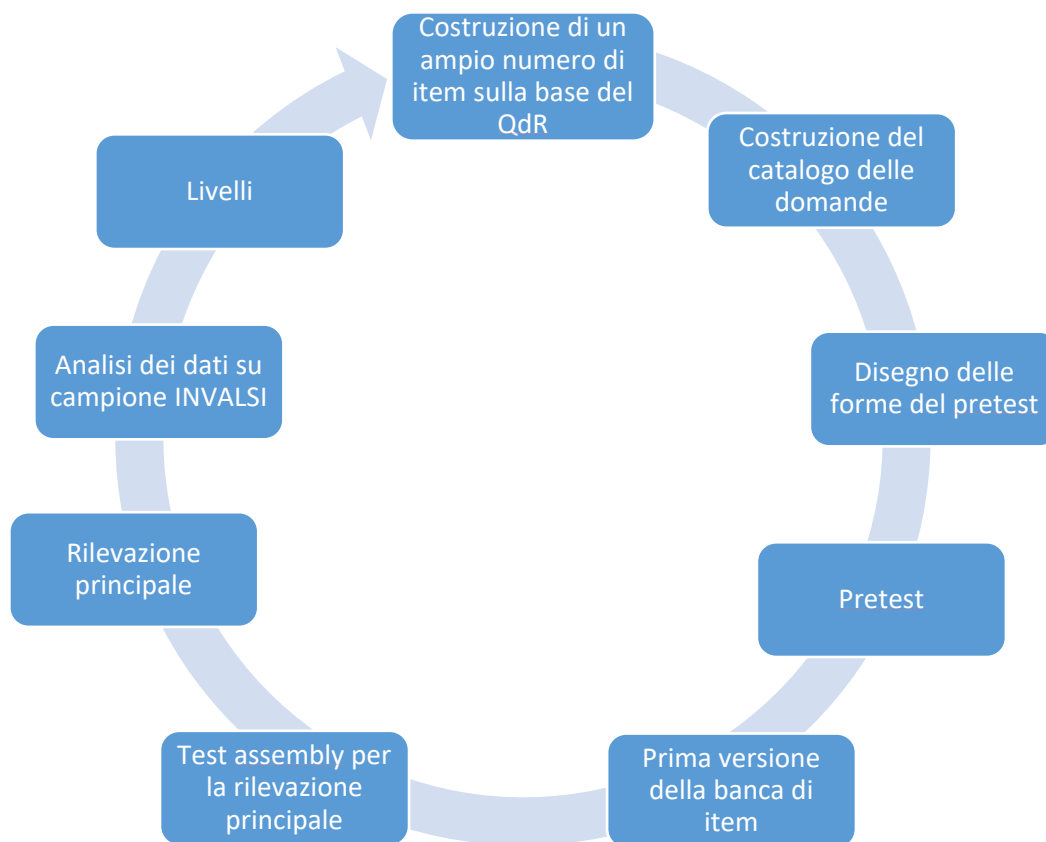 Costruzione di un
ampio numero di
item sulla base del
QdR
Costruzione del
catalogo delle
domande
Disegno delle
forme del pretest
Pretest
Prima versione
della banca di
item
Test assembly per
la rilevazione
principale
Rilevazione
principale
Analisi dei dati su
campione INVALSI
Livelli